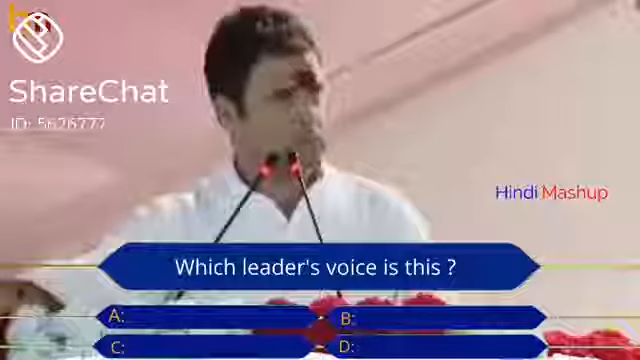 ShareChat
ID: 5626777
Hindi Mashup
Which leader's voice is this ?
A:
B:
C:
D: